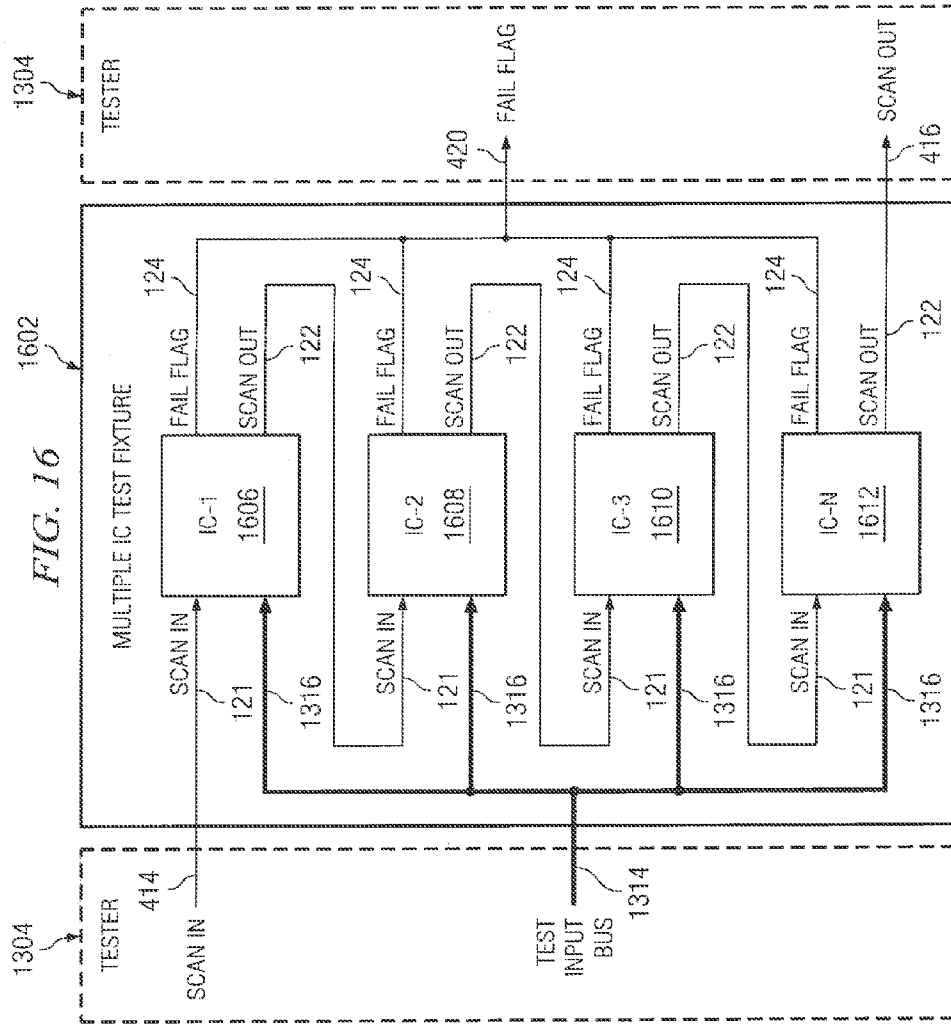 FIG. 16
1304
TESTER
SCAN IN
414
TEST
INPUT
BUS
1314
1602
MULTIPLE IC TEST FIXTURE
SCAN IN
121
1316
IC-1
1606
FAIL FLAG
124
SCAN OUT
122
SCAN IN
121
1316
IC-2
1608
FAIL FLAG
124
SCAN OUT
122
SCAN IN
121
1316
IC-3
1610
FAIL FLAG
124
SCAN OUT
122
SCAN IN
121
1316
IC-N
1612
FAIL FLAG
124
SCAN OUT
122
1304
TESTER
420
FAIL FLAG
416
SCAN OUT